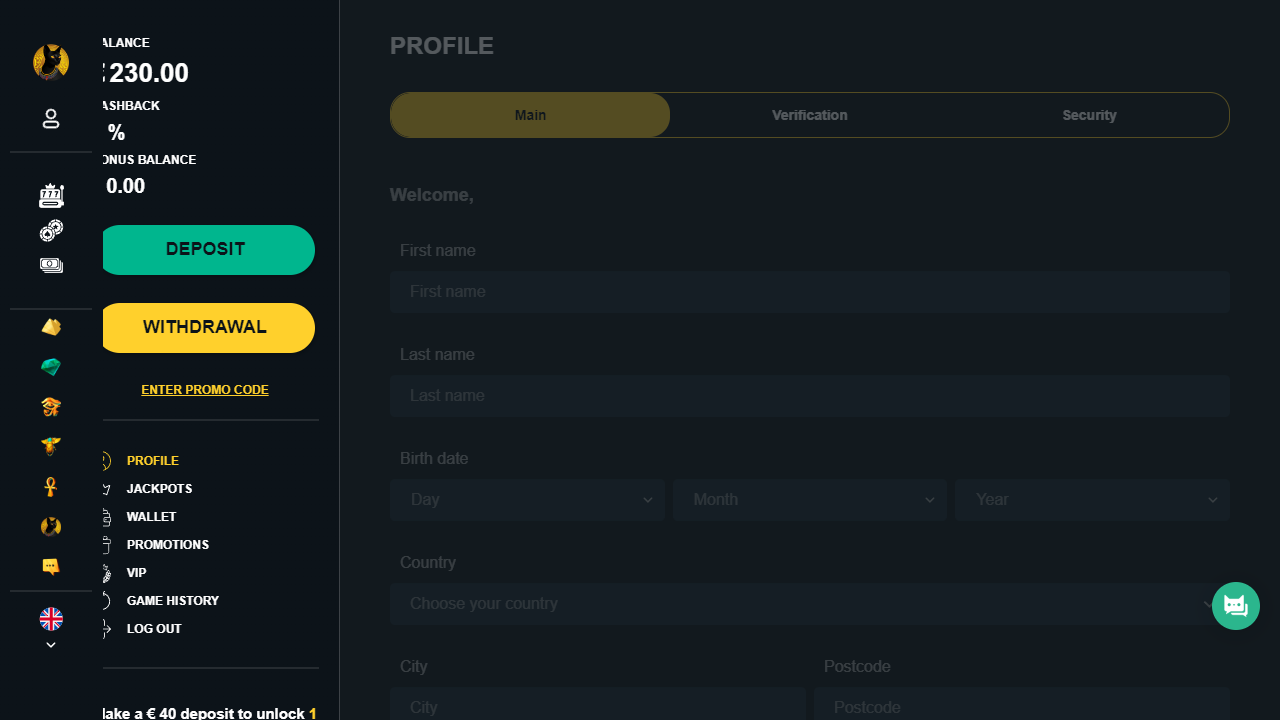 ALANCE
€ 230.00
ASHBACK
%
ONUS BALANCE
0.00
DEPOSIT
WITHDRAWAL
ENTER PROMO CODE
PROFILE
JACKPOTS
WALLET
PROMOTIONS
VIP
GAME HISTORY
LOG OUT
Make a € 40 deposit to unlock 1
PROFILE
Main Verification Security
Welcome,
First name
First name
Last name
Last name
Birth date
Day Month Year
Country
Choose your country
City Postcode
City Postcode